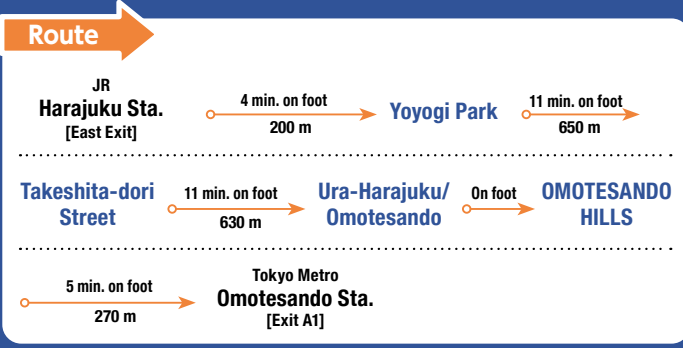 Route
JR
Harajuku Sta.
[East Exit]
4 min. on foot
200 m
Yoyogi Park
11 min. on foot
650 m
Takeshita-dori
Street
11 min. on foot
630 m
Ura-Harajuku/
Omotesando
On foot
OMOTESANDO
HILLS
5 min. on foot
270 m
Tokyo Metro
Omotesando Sta.
[Exit A1]